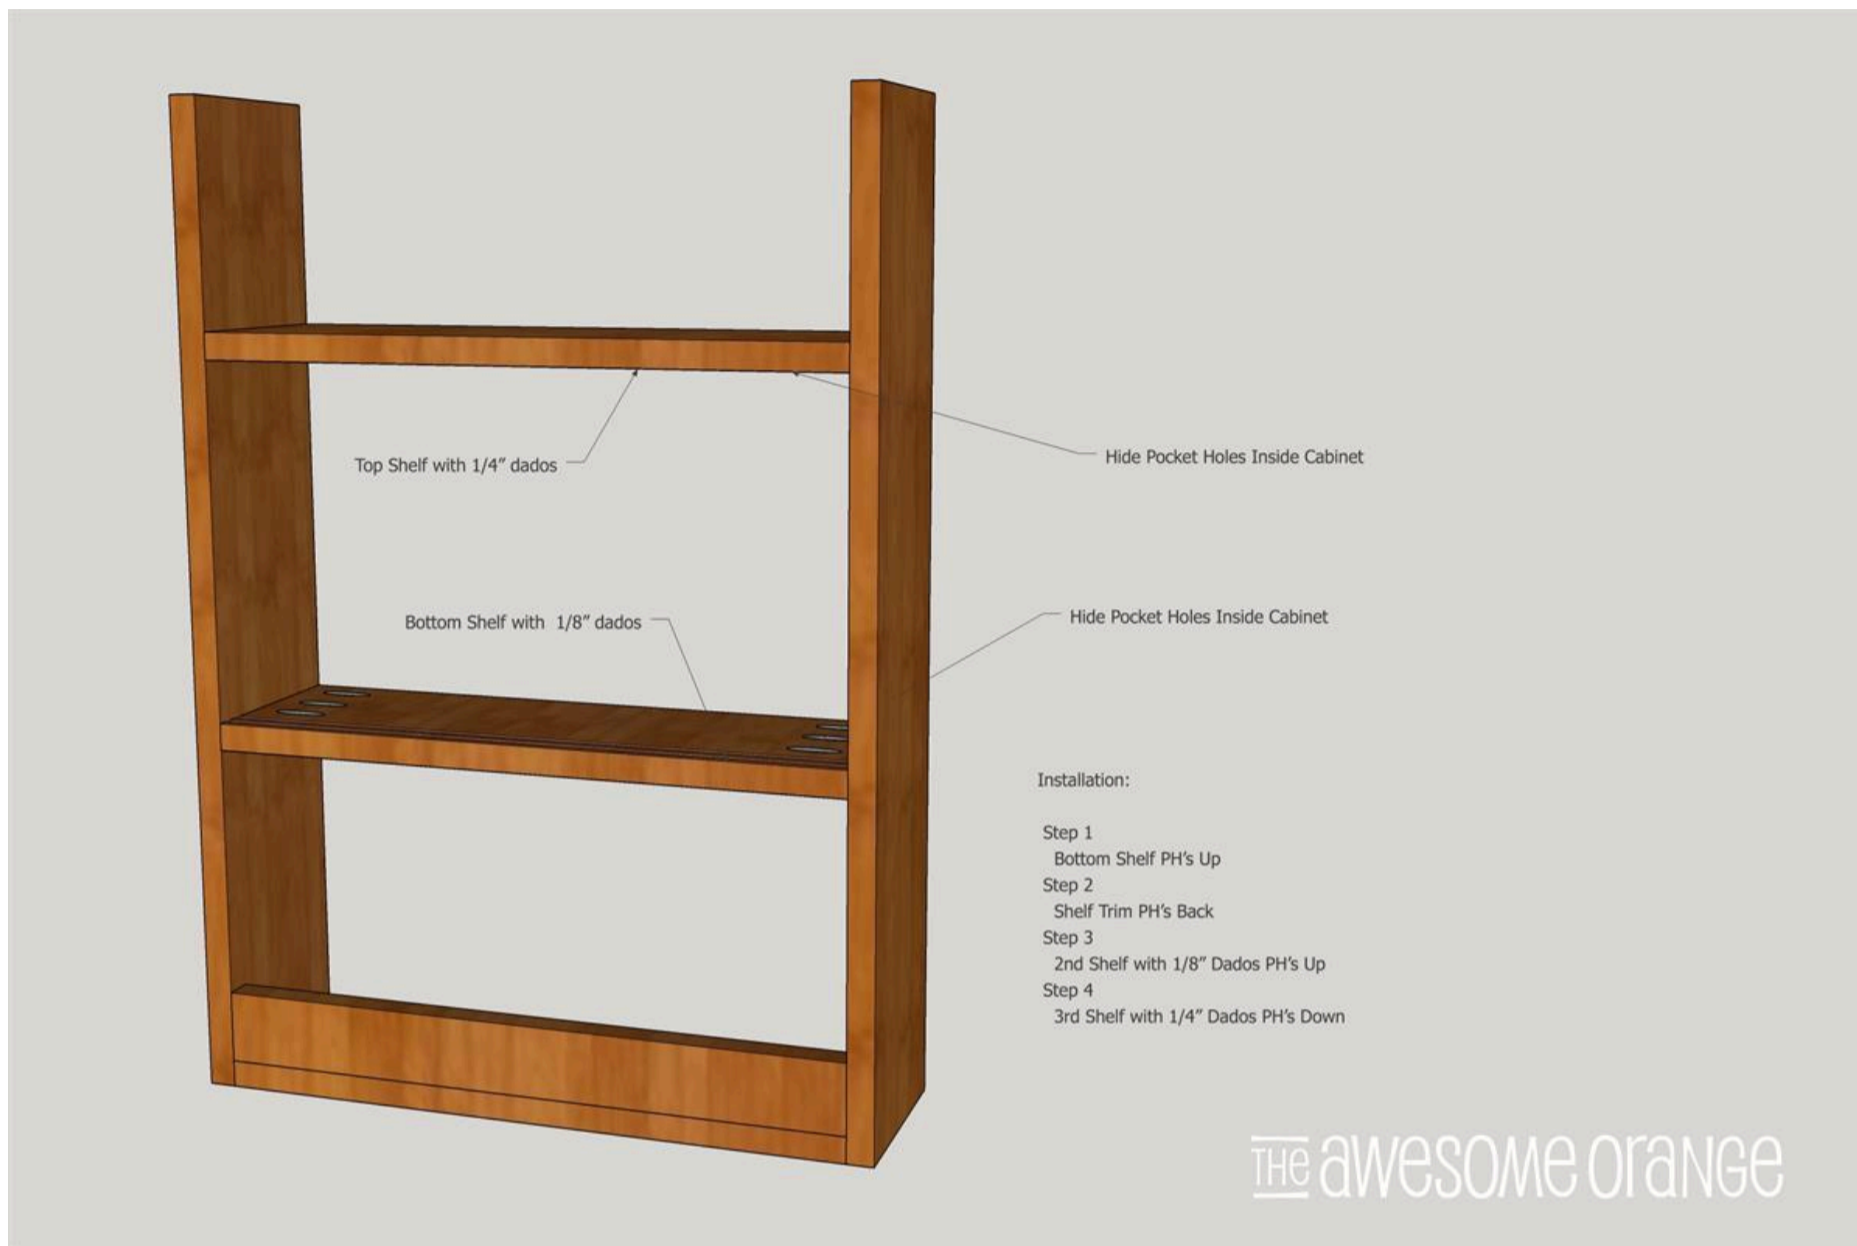 Top Shelf with 1/4” dados
Hide Pocket Holes Inside Cabinet
Bottom Shelf with 1/8” dados
Hide Pocket Holes Inside Cabinet
Installation:
Step 1
Bottom Shelf PH’s Up
Step 2
Shelf Trim PH’s Back
Step 3
2nd Shelf with 1/8” Dados PH’s Up
Step 4
3rd Shelf with 1/4” Dados PH’s Down
THe aWeSOMe OraNGe